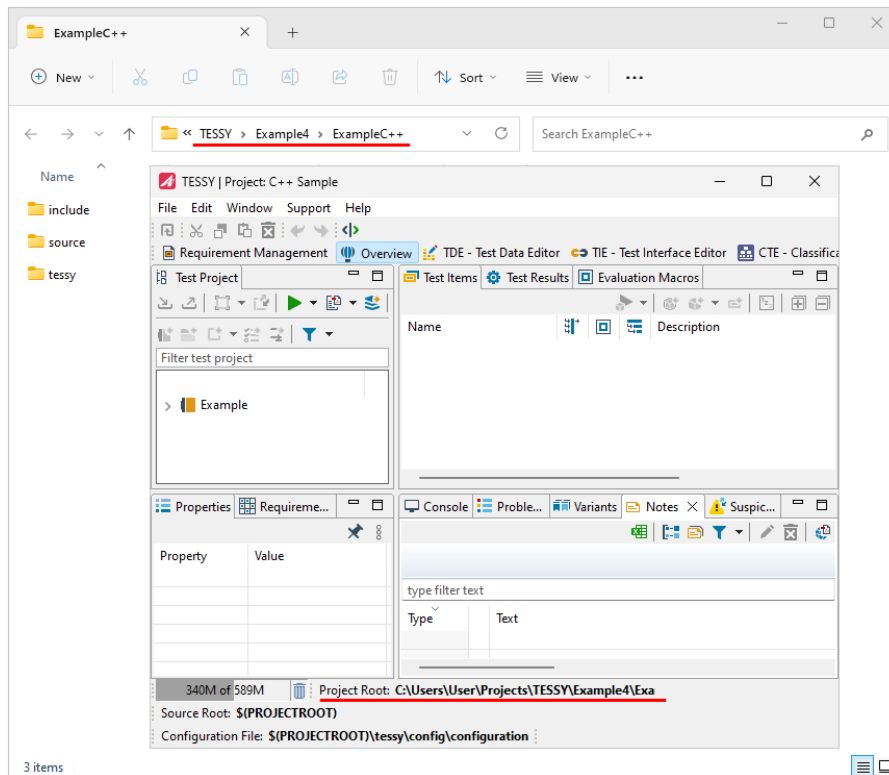 ExampleC++
New
Sort
View
« TESSY > Example4 > ExampleC++
Search ExampleC++
Name
include
source
tessy
TESSY | Project: C++ Sample
File Edit Window Support Help
Requirement Management Overview TDE - Test Data Editor TIE - Test Interface Editor CTE - Classifica
Test Project
Filter test project
Example
Test Items Test Results Evaluation Macros
Name Description
Properties Requireme...
Property Value
Console Proble... Variants Notes Suspic...
type filter text
Type Text
340M of 589M Project Root: C:\Users\User\Projects\TESSY\Example4\Exa
Source Root: $(PROJECTROOT)
Configuration File: $(PROJECTROOT)\tessy\config\configuration
3 items